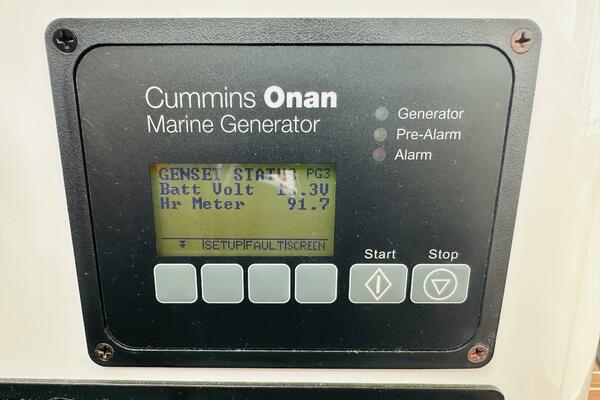 Cummins Onan
Marine Generator
Generator
Pre-Alarm
Alarm
GENSET STATUS PG3
Batt Volt
Hr Meter 91.7
SETUP FAULT SCREEN
Start Stop